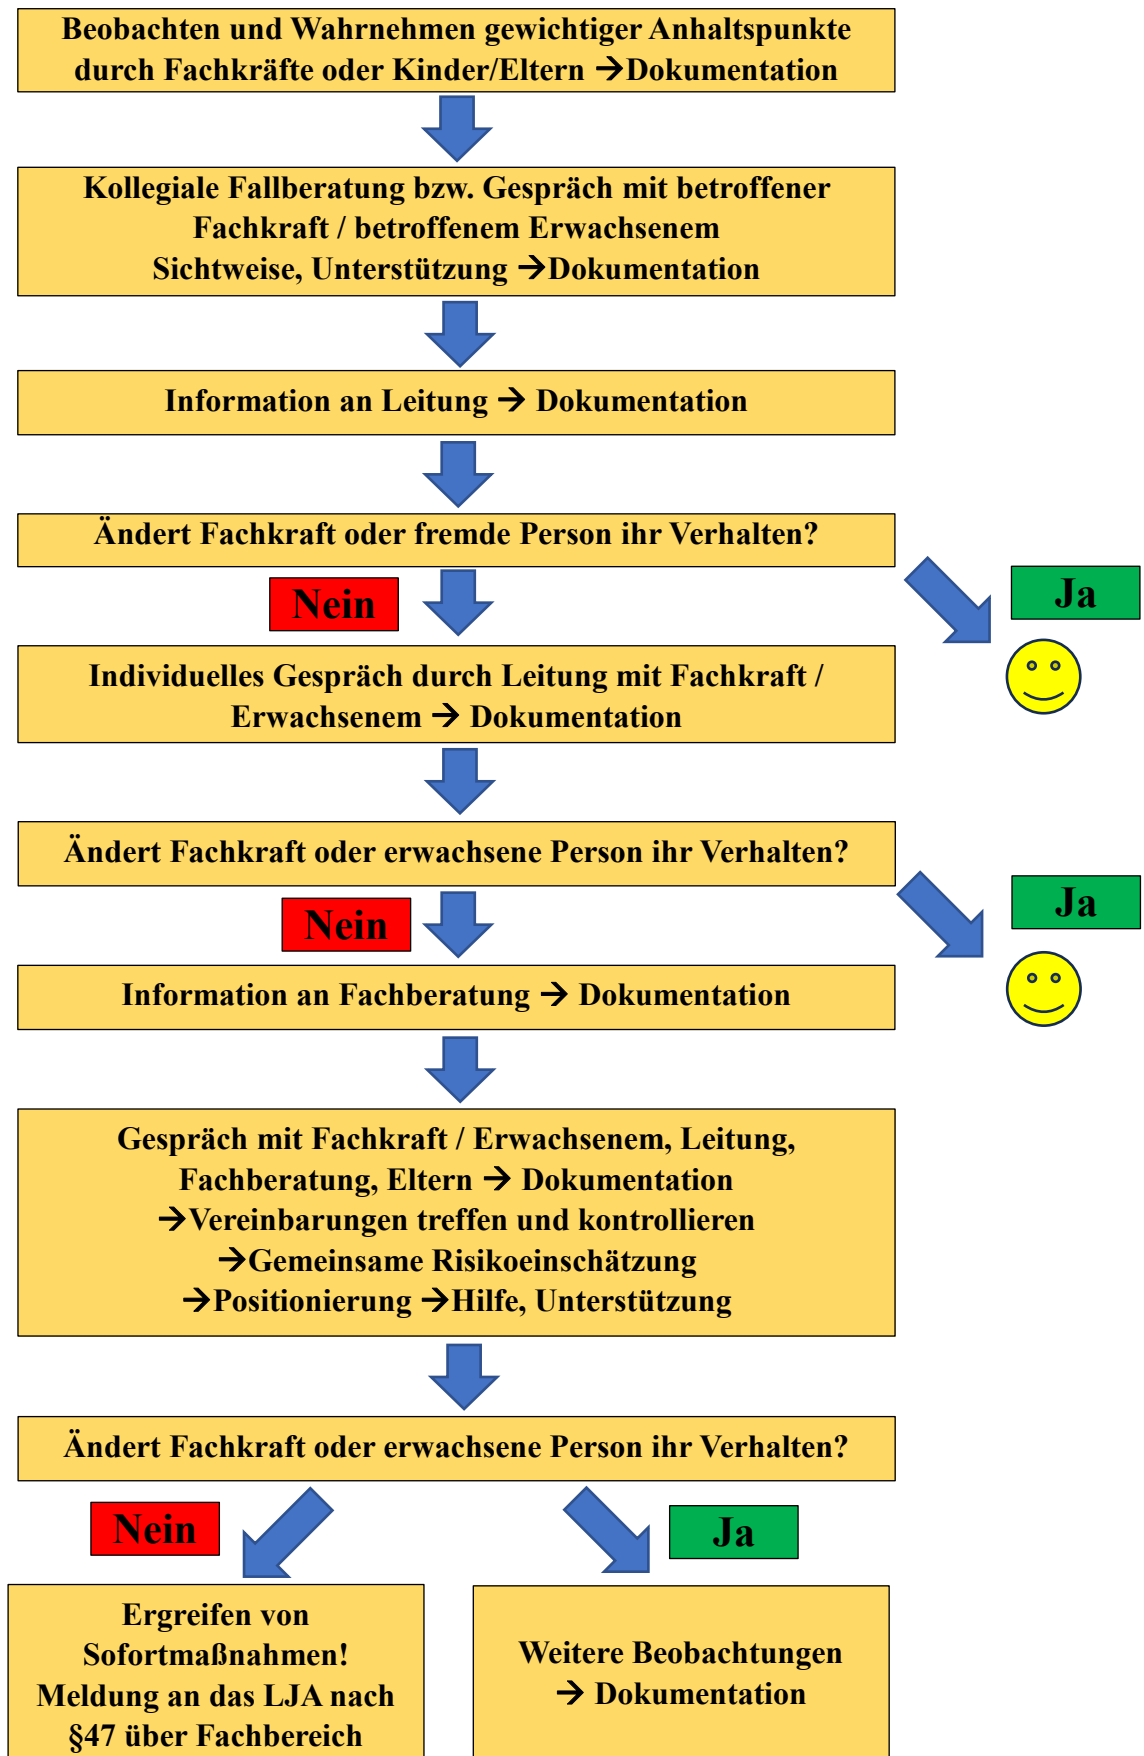 Beobachten und Wahrnehmen gewichtiger Anhaltspunkte
durch Fachkräfte oder Kinder/Eltern →Dokumentation
Kollegiale Fallberatung bzw. Gespräch mit betroffener
Fachkraft / betroffenem Erwachsenem
Sichtweise, Unterstützung →Dokumentation
Information an Leitung → Dokumentation
Ändert Fachkraft oder fremde Person ihr Verhalten?
Nein
Ja
Individuelles Gespräch durch Leitung mit Fachkraft /
Erwachsenem → Dokumentation
Ändert Fachkraft oder erwachsene Person ihr Verhalten?
Nein
Ja
Information an Fachberatung → Dokumentation
Gespräch mit Fachkraft / Erwachsenem, Leitung,
Fachberatung, Eltern → Dokumentation
→Vereinbarungen treffen und kontrollieren
→Gemeinsame Risikoeinschätzung
→Positionierung →Hilfe, Unterstützung
Ändert Fachkraft oder erwachsene Person ihr Verhalten?
Nein
Ja
Ergreifen von
Sofortmaßnahmen!
Meldung an das LJA nach
§47 über Fachbereich
Weitere Beobachtungen
→ Dokumentation